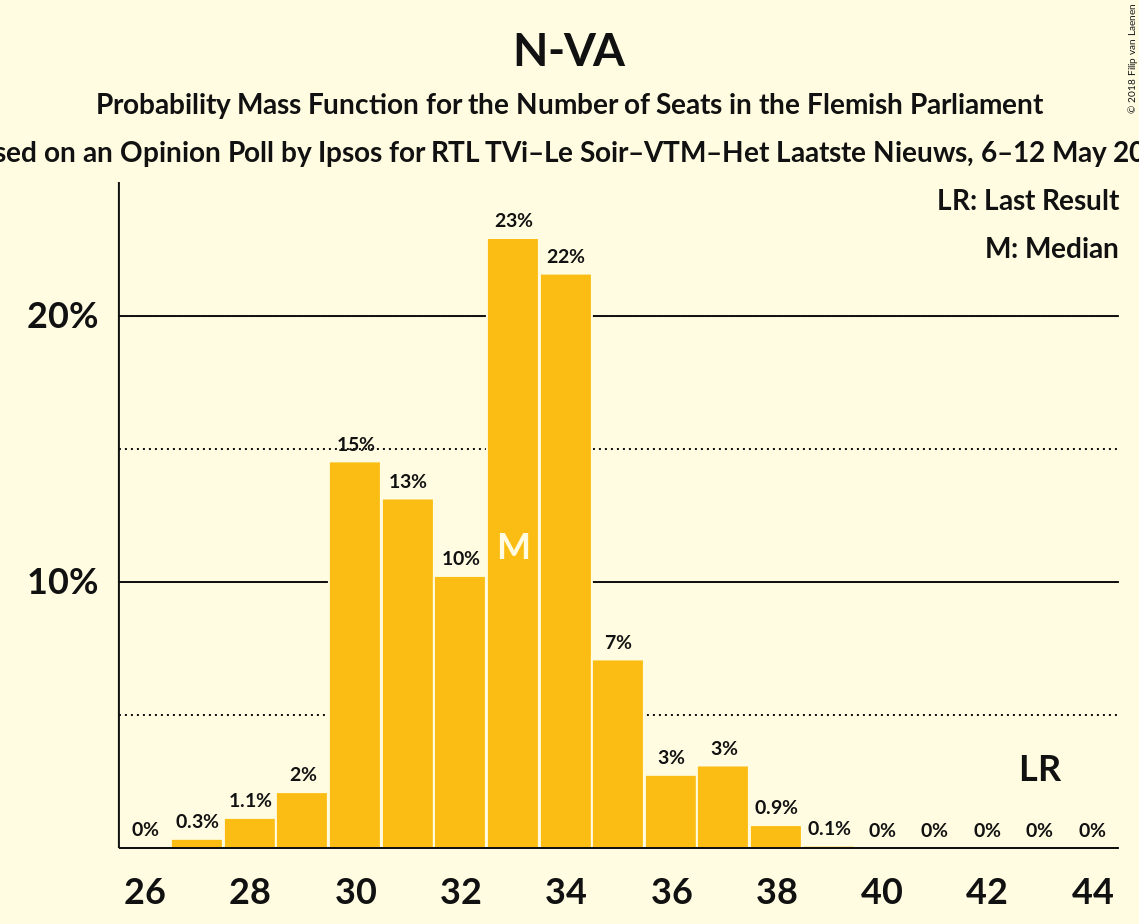 N-VA
Probability Mass Function for the Number of Seats in the Flemish Parliament
sed on an Opinion Poll by Ipsos for RTL TVi–Le Soir–VTM–Het Laatste Nieuws, 6–12 May 20
© 2018 Filip van Laenen
LR: Last Result
M: Median
23%
22%
20%
15%
13%
10%
M
10%
7%
3%
3%
LR
2%
1.1%
0.9%
0.3%
0%
0.1%
0%
0%
0%
0%
0%
26 28 30 32 34 36 38 40 42 44